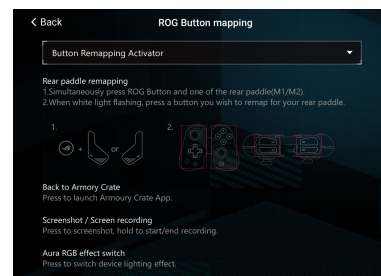 Back
ROG Button mapping
Button Remapping Activator
Rear paddle remapping
1.Simultaneously press ROG Button and one of the rear paddle(M1/M2).
2.When white light flashing, press a button you wish to remap for your rear paddle.
1.
2.
+
or
Back to Armory Crate
Press to launch Armoury Crate App.
Screenshot / Screen recording
Press to screenshot, hold to start/end recording.
Aura RGB effect switch
Press to switch device lighting effect.